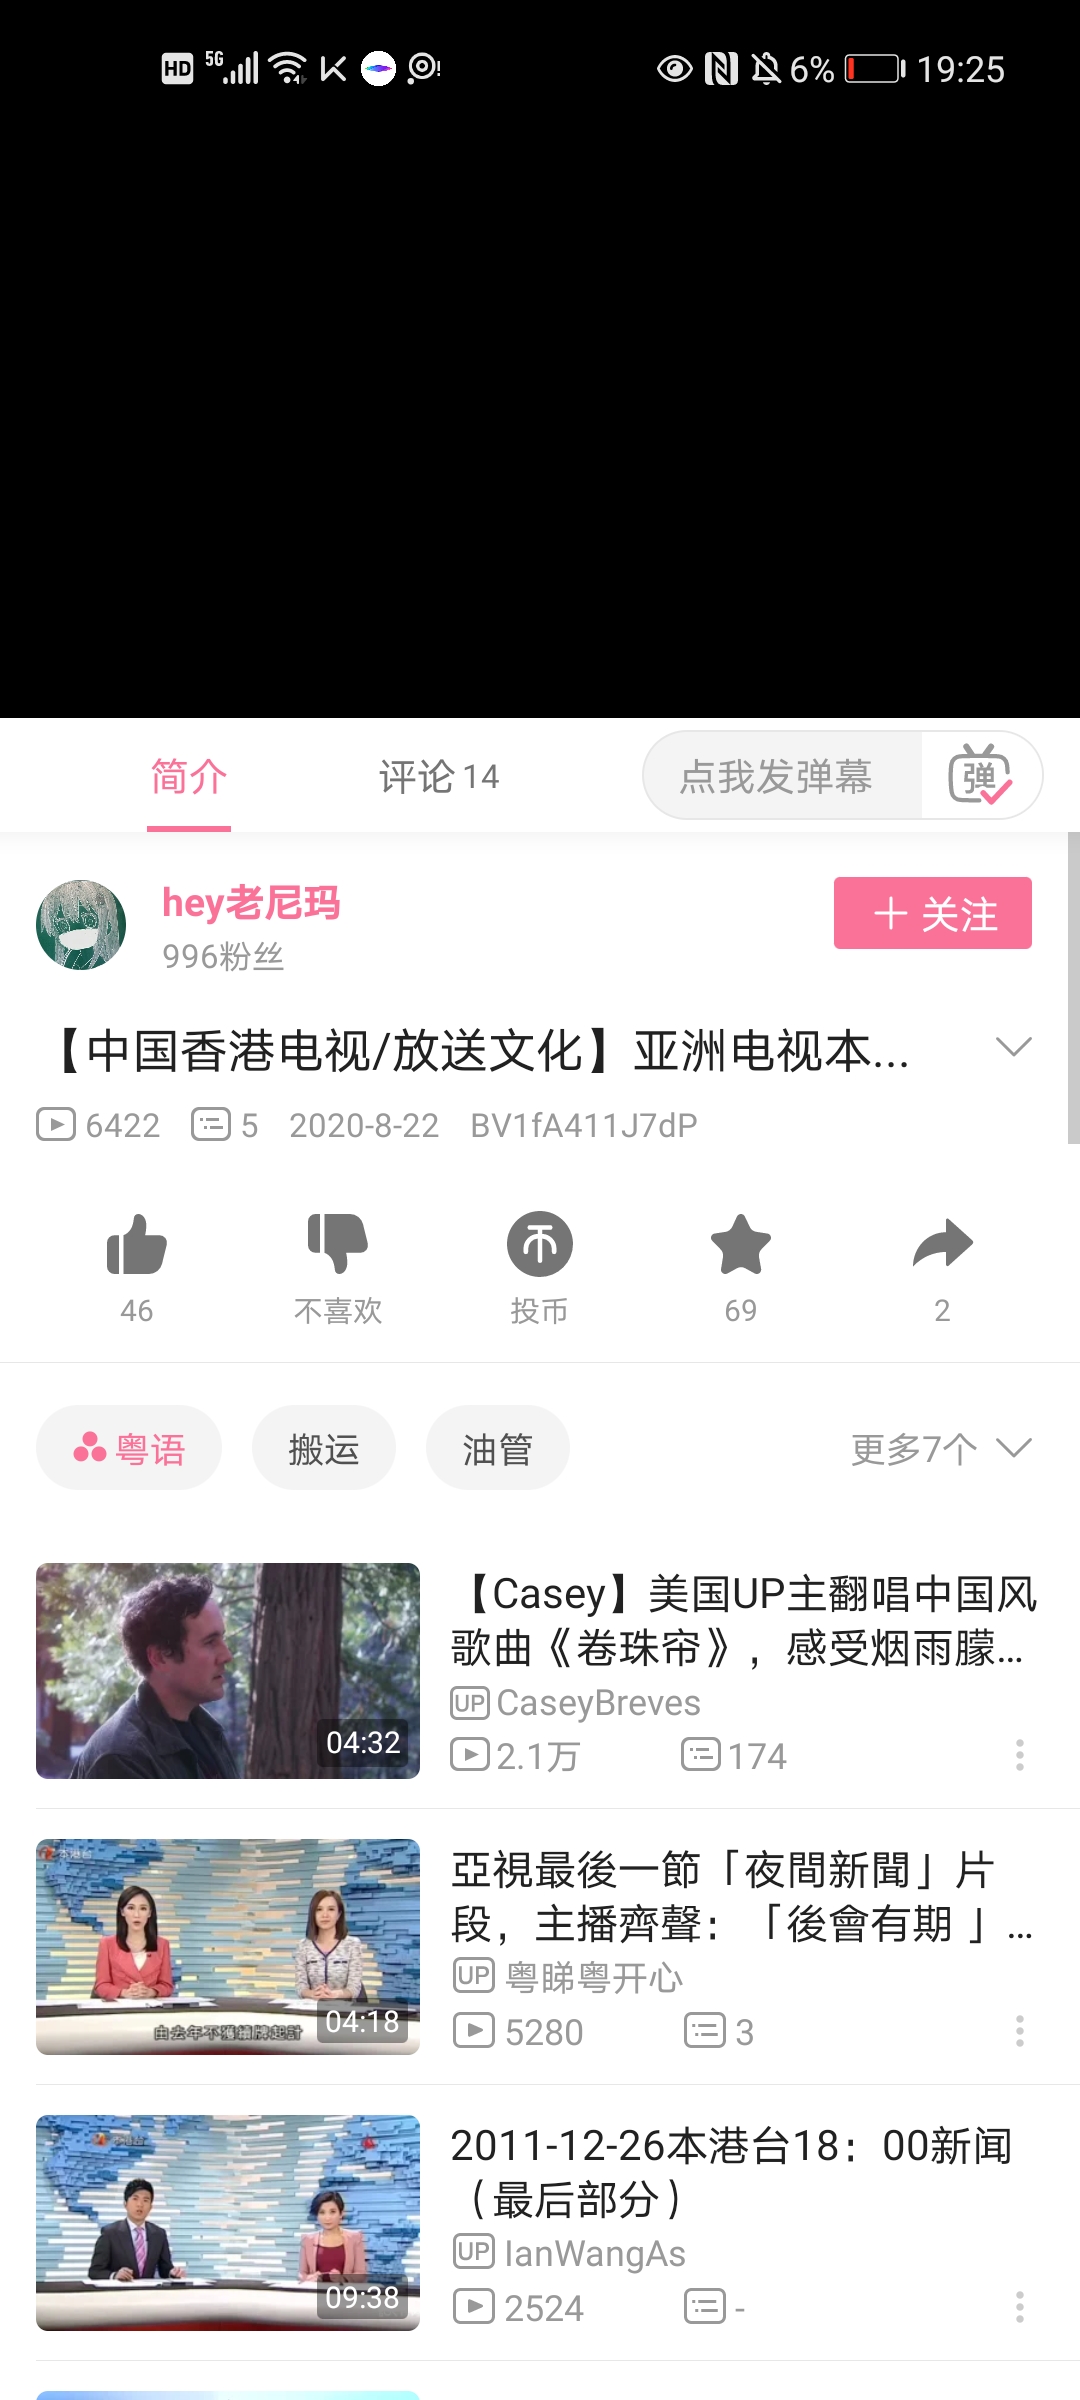 HD 5G 6% 19:25
简介 评论 14 点我发弹幕 弹
hey老尼玛
996粉丝
关注
【中国香港电视/放送文化】亚洲电视本...
6422 5 2020-8-22 BV1fA411J7dP
46 不喜欢 投币 69 2
粤语 搬运 油管 更多7个
【Casey】美国UP主翻唱中国风
歌曲《卷珠帘》，感受烟雨朦...
UP CaseyBreves
04:32
2.1万 174
本港台
亞視最後一節「夜間新聞」片
段，主播齊聲：「後會有期 」...
UP 粤睇粤开心
由去年不獲續牌起計
04:18
5280 3
2011-12-26本港台18：00新闻
（最后部分）
UP IanWangAs
09:38
2524 -